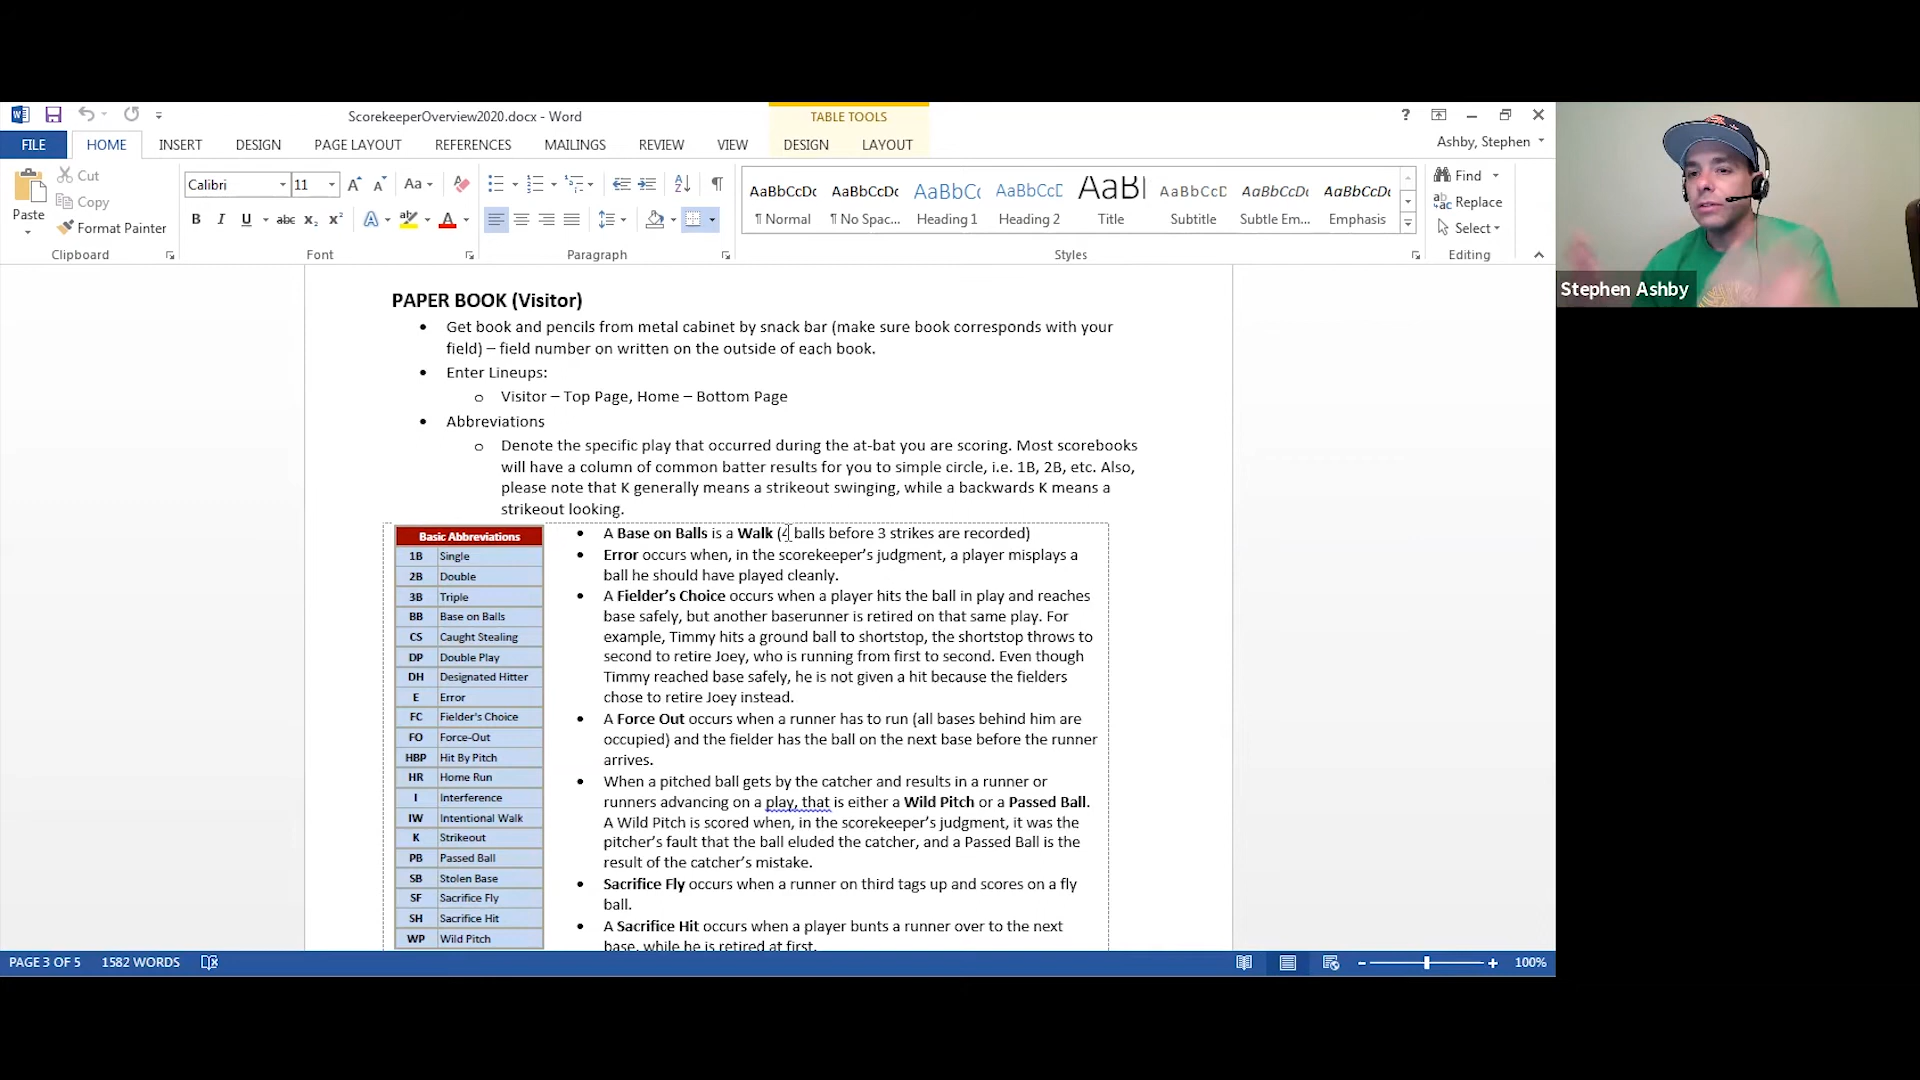 ScorekeeperOverview2020.docx - Word
TABLE TOOLS
?
FILE
HOME
INSERT
DESIGN
PAGE LAYOUT
REFERENCES
MAILINGS
REVIEW
VIEW
DESIGN
LAYOUT
Ashby, Stephen
Paste
Cut
Copy
Format Painter
Clipboard
Calibri
11
Font
Paragraph
AaBbCcDc
¶ Normal
AaBbCcDc
¶ No Spac...
AaBbC
Heading 1
AaBbCcD
Heading 2
AaB
Title
AaBbCcD
Subtitle
AaBbCcDc
Subtle Em...
AaBbCcDc
Emphasis
Styles
Find
Replace
Select
Editing
Stephen Ashby
PAPER BOOK (Visitor)
• Get book and pencils from metal cabinet by snack bar (make sure book corresponds with your
field) – field number on written on the outside of each book.
• Enter Lineups:
o Visitor – Top Page, Home – Bottom Page
• Abbreviations
o Denote the specific play that occurred during the at-bat you are scoring. Most scorebooks
will have a column of common batter results for you to simple circle, i.e. 1B, 2B, etc. Also,
please note that K generally means a strikeout swinging, while a backwards K means a
strikeout looking.
Basic Abbreviations
1B Single
2B Double
3B Triple
BB Base on Balls
CS Caught Stealing
DP Double Play
DH Designated Hitter
E Error
FC Fielder's Choice
FO Force-Out
HBP Hit By Pitch
HR Home Run
I Interference
IW Intentional Walk
K Strikeout
PB Passed Ball
SB Stolen Base
SF Sacrifice Fly
SH Sacrifice Hit
WP Wild Pitch
• A Base on Balls is a Walk (4 balls before 3 strikes are recorded)
• Error occurs when, in the scorekeeper's judgment, a player misplays a
ball he should have played cleanly.
• A Fielder's Choice occurs when a player hits the ball in play and reaches
base safely, but another baserunner is retired on that same play. For
example, Timmy hits a ground ball to shortstop, the shortstop throws to
second to retire Joey, who is running from first to second. Even though
Timmy reached base safely, he is not given a hit because the fielders
chose to retire Joey instead.
• A Force Out occurs when a runner has to run (all bases behind him are
occupied) and the fielder has the ball on the next base before the runner
arrives.
• When a pitched ball gets by the catcher and results in a runner or
runners advancing on a play, that is either a Wild Pitch or a Passed Ball.
A Wild Pitch is scored when, in the scorekeeper's judgment, it was the
pitcher's fault that the ball eluded the catcher, and a Passed Ball is the
result of the catcher's mistake.
• Sacrifice Fly occurs when a runner on third tags up and scores on a fly
ball.
• A Sacrifice Hit occurs when a player bunts a runner over to the next
base, while he is retired at first.
PAGE 3 OF 5
1582 WORDS
100%